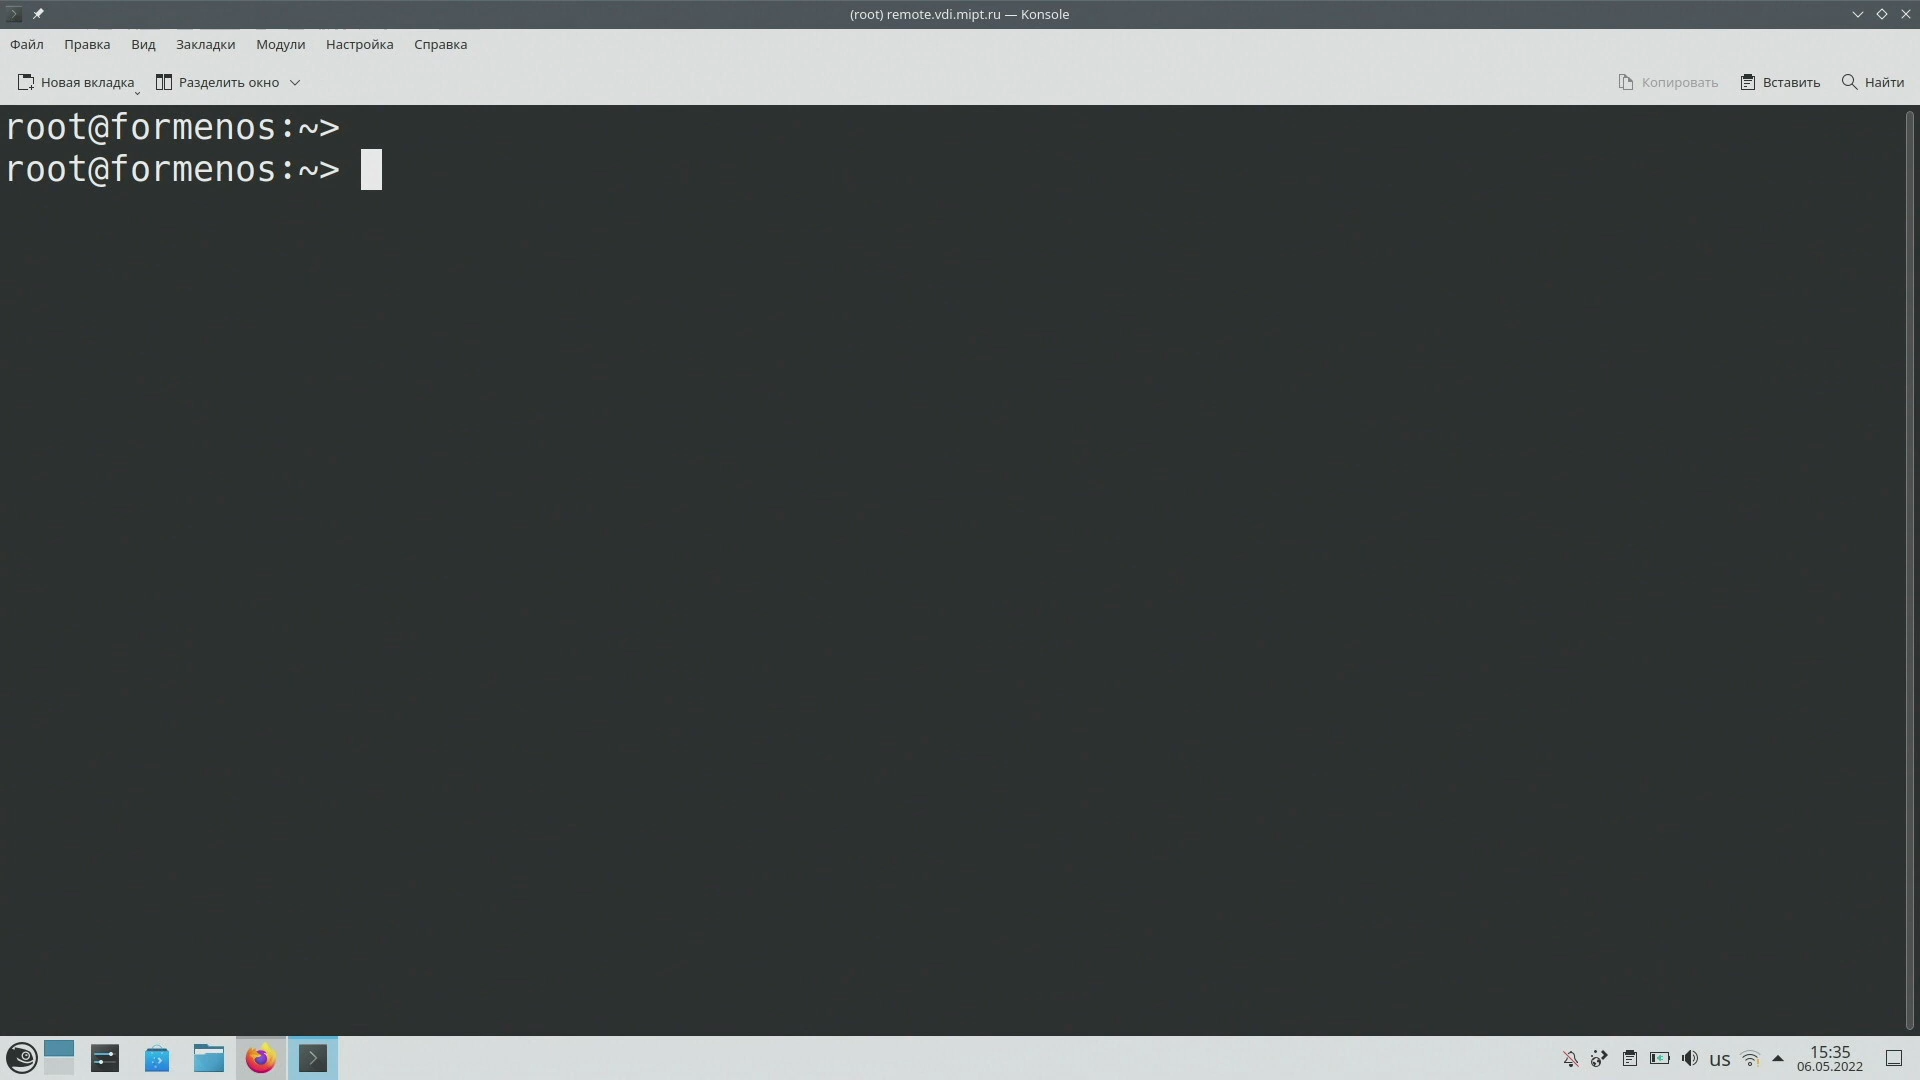 (root) remote.vdi.mipt.ru — Konsole
Файл Правка Вид Закладки Модули Настройка Справка
Новая вкладка Разделить окно Копировать Вставить Найти
root@formenos:~>
root@formenos:~>
us 15:35
06.05.2022